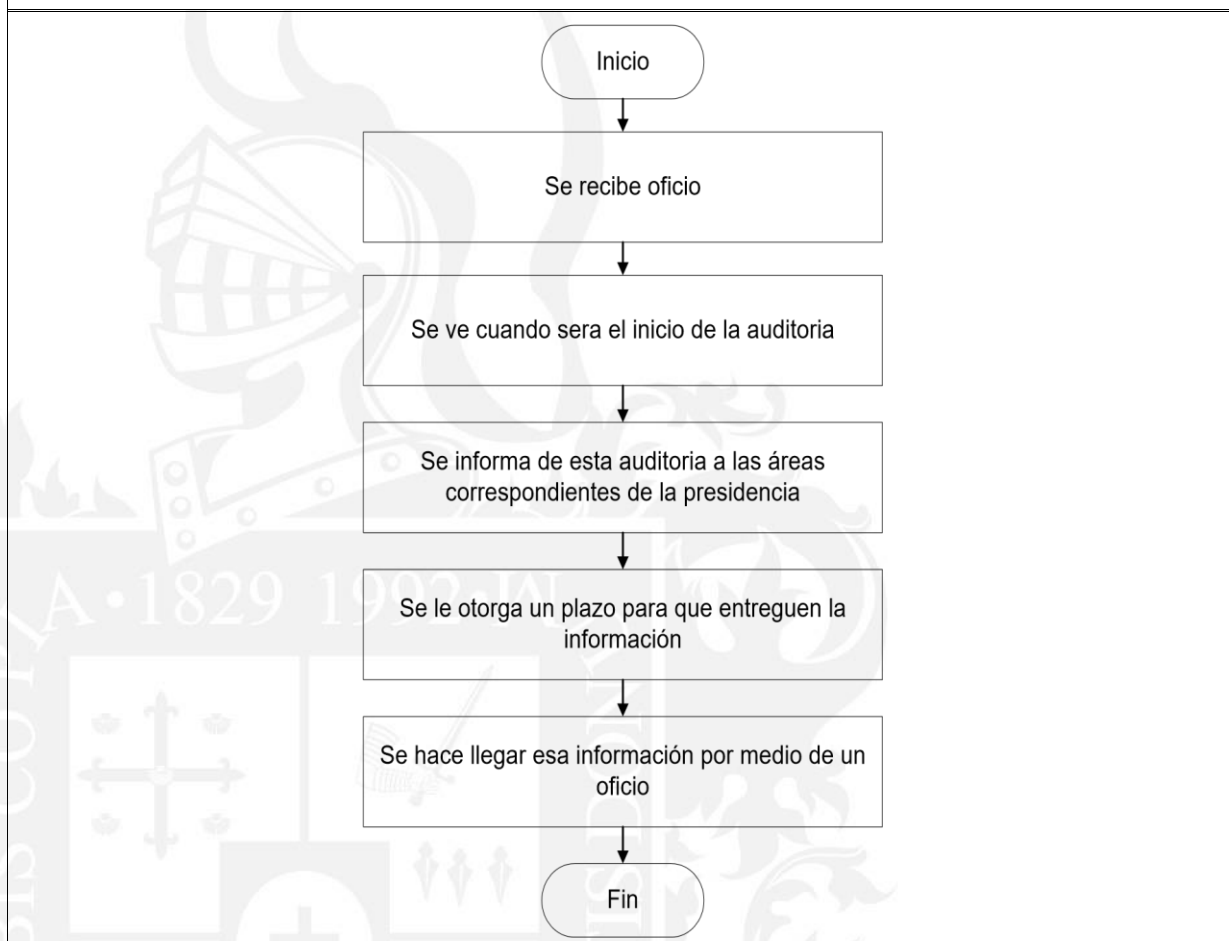 Inicio
Se recibe oficio
Se ve cuando sera el inicio de la auditoria
Se informa de esta auditoria a las áreas
correspondientes de la presidencia
Se le otorga un plazo para que entreguen la
información
Se hace llegar esa información por medio de un
oficio
Fin
A • 1829 1992 • M